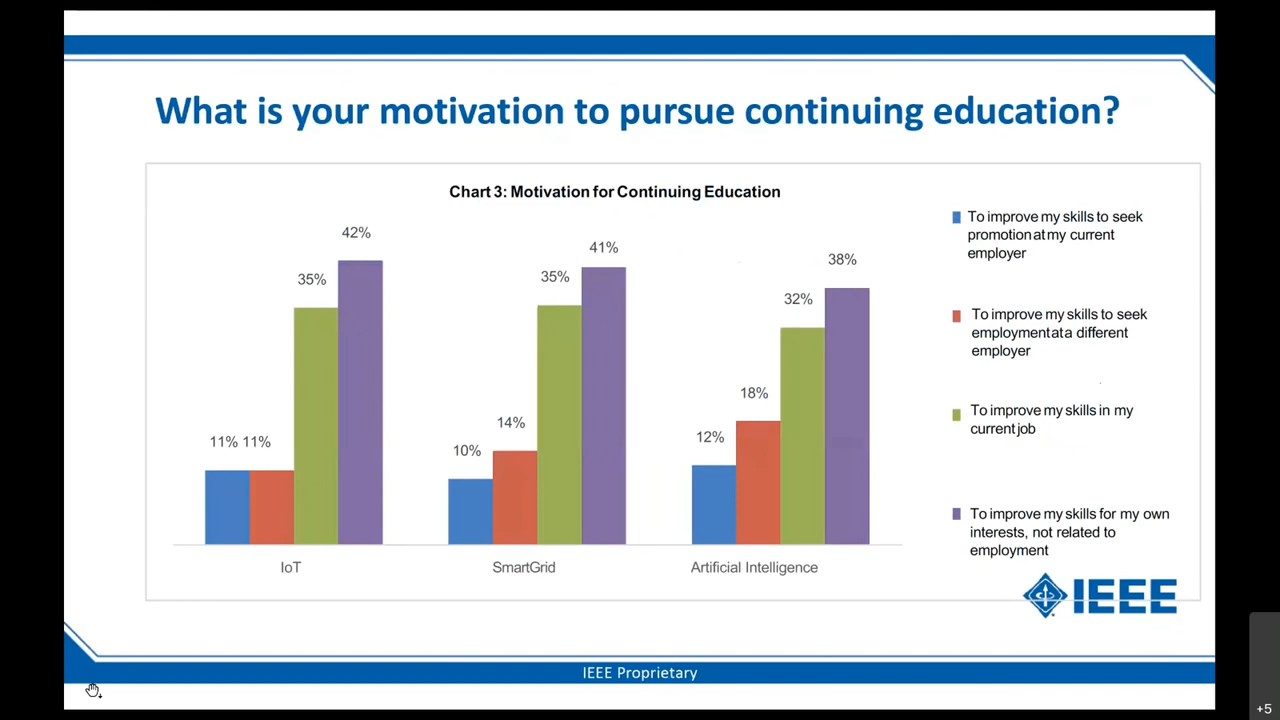 What is your motivation to pursue continuing education?
Chart 3: Motivation for Continuing Education
42%
35%
11% 11%
41%
35%
14%
10%
38%
32%
18%
12%
IoT
SmartGrid
Artificial Intelligence
To improve my skills to seek
promotion at my current
employer
To improve my skills to seek
employment at a different
employer
To improve my skills in my
current job
To improve my skills for my own
interests, not related to
employment
IEEE
IEEE Proprietary
+5